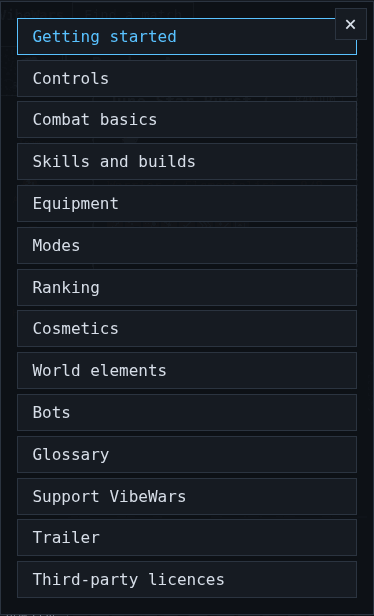 ×
Getting started
Controls
Combat basics
Skills and builds
Equipment
Modes
Ranking
Cosmetics
World elements
Bots
Glossary
Support VibeWars
Trailer
Third-party licences